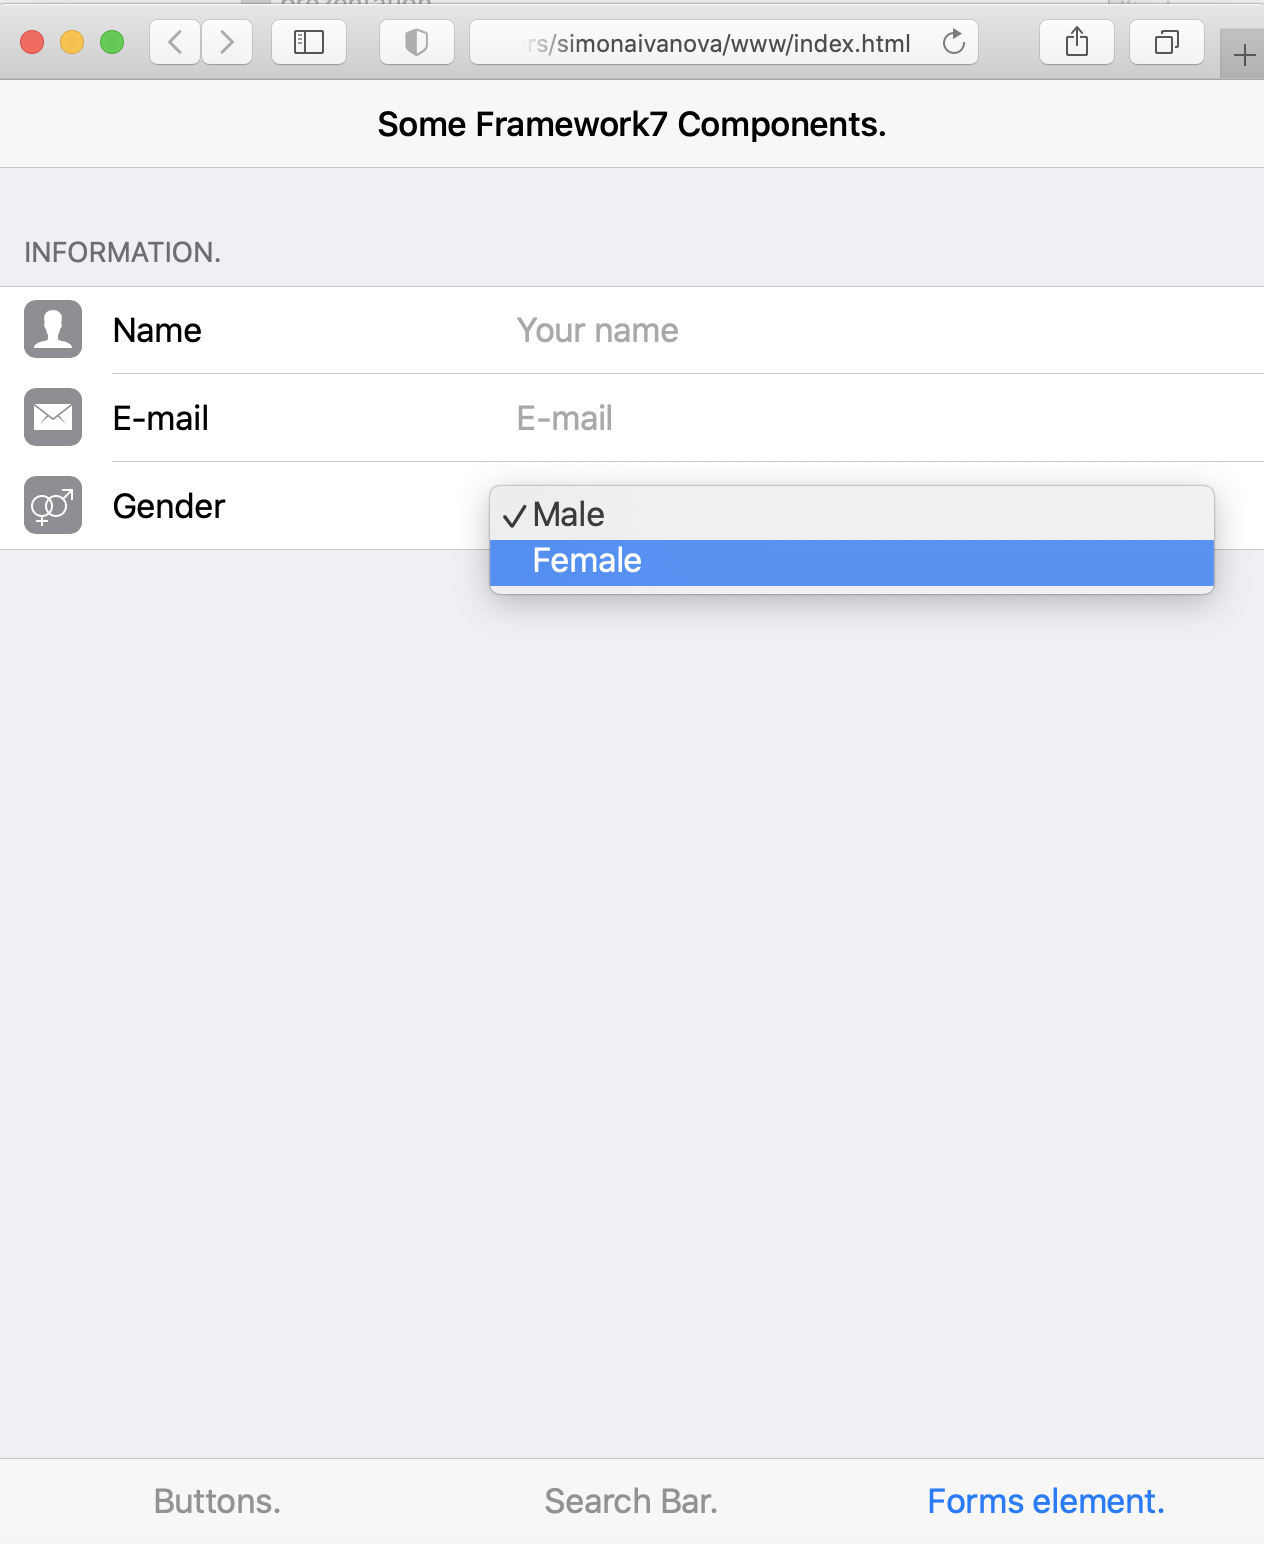 rs/simonaivanova/www/index.html
Some Framework7 Components.
INFORMATION.
Name Your name
E-mail E-mail
Gender
✓ Male
Female
Buttons. Search Bar. Forms element.